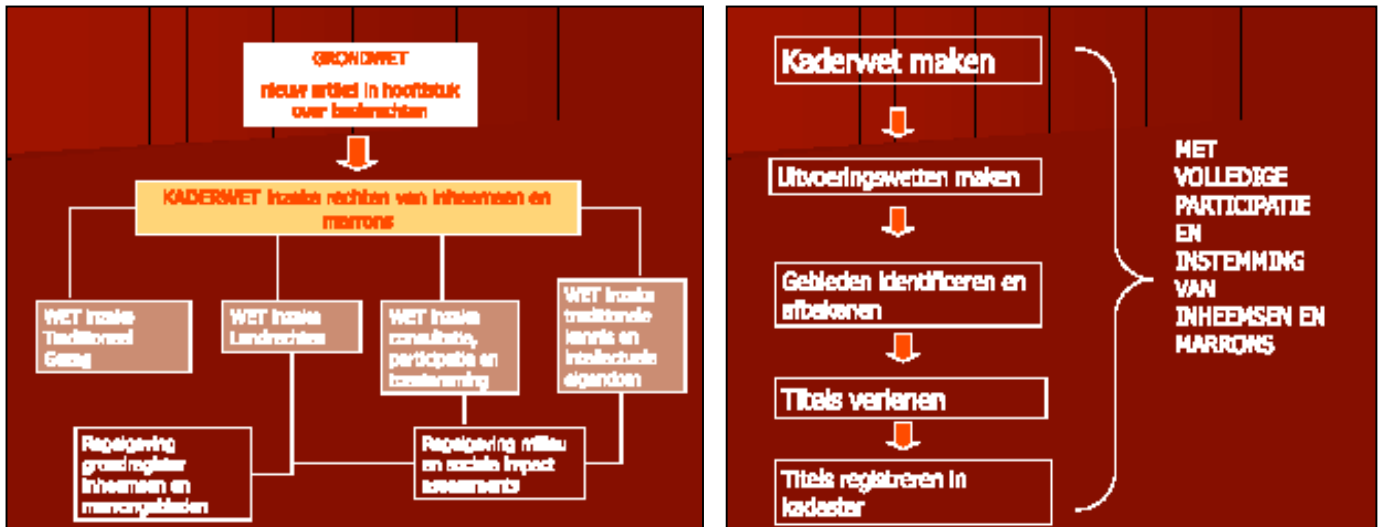 GRONDWET
nieuw artikel in hoofdstuk
over basisrechten
KADERWET inzake rechten van inheemsen en
marrons
WET inzake
Traditioneel
Gezag
WET inzake
Landrechten
WET inzake
consultatie,
participatie en
toestemming
WET inzake
traditionele
kennis en
intellectuele
eigendom
Regelgeving
grondregister
inheemsen en
marrongebieden
Regelgeving milieu
en sociale impact
assessments
Kaderwet maken
Uitvoeringswetten maken
Gebieden identificeren en
afbakenen
Titels verlenen
Titels registreren in
kadaster
MET
VOLLEDIGE
PARTICIPATIE
EN
INSTEMMING
VAN
INHEEMSEN EN
MARRONS